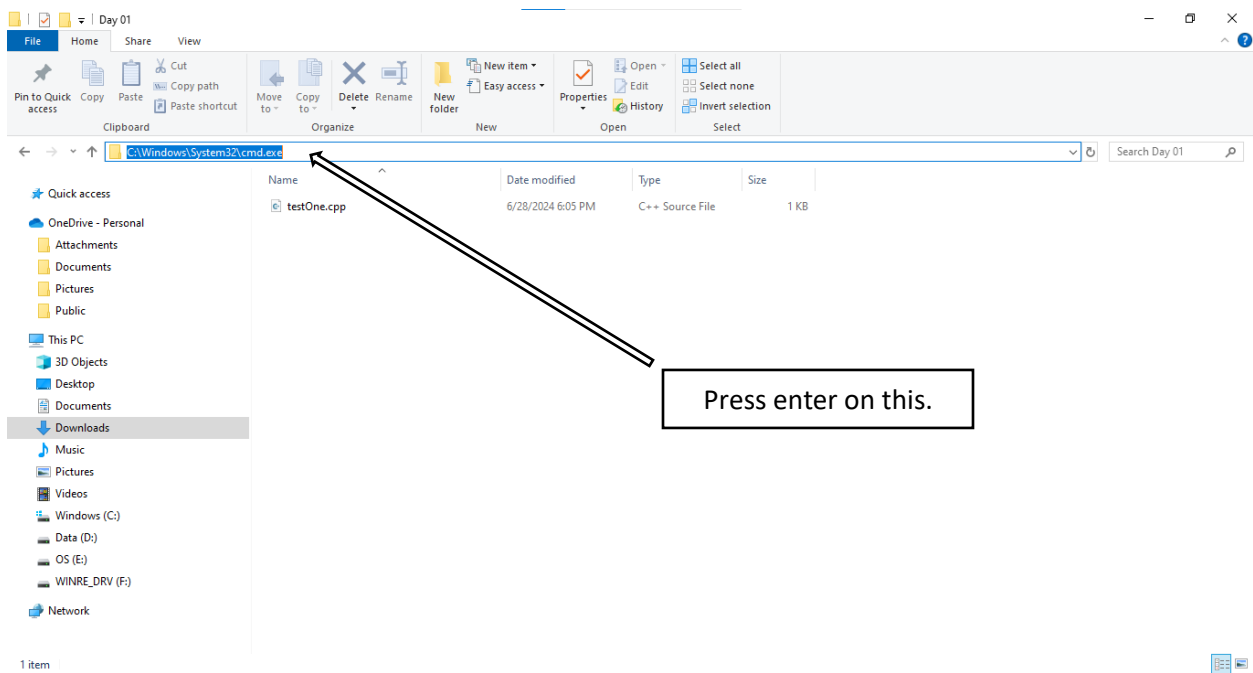 Day 01
File Home Share View
Pin to Quick access
Copy
Paste
Cut
Copy path
Paste shortcut
Clipboard
Move to
Copy to
Delete
Rename
Organize
New folder
New item
Easy access
New
Properties
Open
Edit
History
Open
Select all
Select none
Invert selection
Select
C:\Windows\System32\cmd.exe
Search Day 01
Quick access
OneDrive - Personal
Attachments
Documents
Pictures
Public
This PC
3D Objects
Desktop
Documents
Downloads
Music
Pictures
Videos
Windows (C:)
Data (D:)
OS (E:)
WINRE_DRV (F:)
Network
Name Date modified Type Size
testOne.cpp 6/28/2024 6:05 PM C++ Source File 1 KB
Press enter on this.
1 item